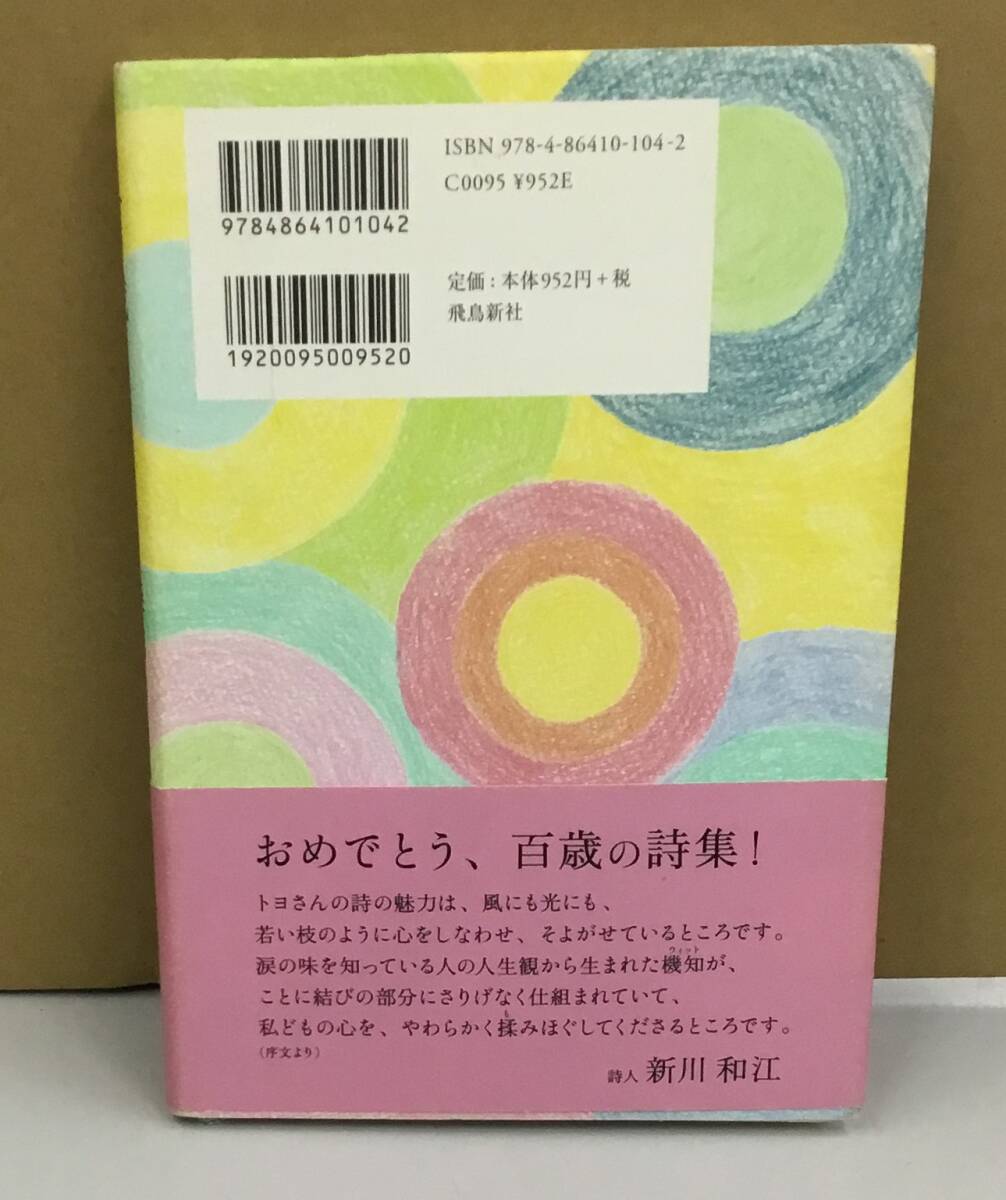 ISBN 978-4-86410-104-2
C0095 ¥952E
9784864101042
定価：本体952円＋税
飛鳥新社
1920095009520
おめでとう、百歳の詩集！
トヨさんの詩の魅力は、風にも光にも、
若い枝のように心をしなわせ、そよがせているところです。
ウィット
涙の味を知っている人の人生観から生まれた機知が、
ことに結びの部分にさりげなく仕組まれていて、
も
私どもの心を、やわらかく揉みほぐしてくださるところです。
（序文より）
詩人 新川 和江